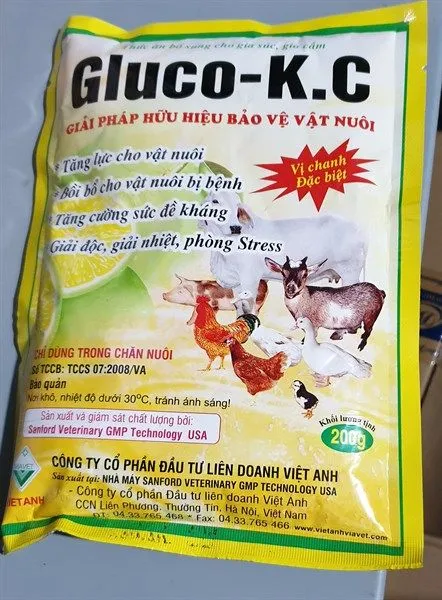 Thức ăn bổ sung cho gia súc, gia cầm
Gluco-K.C
GIẢI PHÁP HỮU HIỆU BẢO VỆ VẬT NUÔI
* Tăng lực cho vật nuôi
* Bồi bổ cho vật nuôi bị bệnh
* Tăng cường sức đề kháng
Giải độc, giải nhiệt, phòng Stress
Vị chanh
Đặc biệt
CHỈ DÙNG TRONG CHĂN NUÔI
Số TCCB: TCCS 07:2008/VA
Bảo quản
Nơi khô, nhiệt độ dưới 30ºC, tránh ánh sáng!
Sản xuất và giám sát chất lượng bởi:
Sanford Veterinary GMP Technology USA
Khối lượng tịnh
200g
VIAVET
VIET ANH
CÔNG TY CỔ PHẦN ĐẦU TƯ LIÊN DOANH VIỆT ANH
Sản xuất tại: NHÀ MÁY SANFORD VETERINARY GMP TECHNOLOGY USA
- Công ty cổ phần Đầu tư liên doanh Việt Anh
CCN Liên Phương, Thường Tín, Hà Nội, Việt Nam
ĐT: 04.33.765 468 * Fax: 04.33.765 466
www.vietanhviavet.com